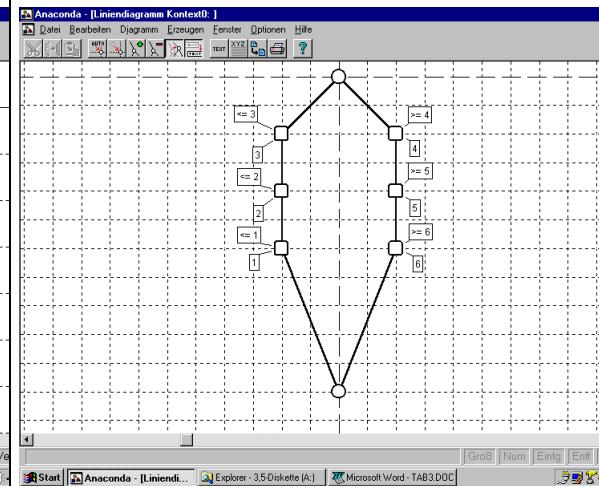 Anaconda - [Liniendiagramm Kontext0: ]
Datei Bearbeiten Djagramm Erzeugen Fenster Optionen Hilfe
AUTO TEXT TEXT XYZ ?
<= 3 >= 4
3 4
<= 2 >= 5
2 5
<= 1 >= 6
1 6
Groß Num Einfg Entf
Start Anaconda - [Liniendi... Explorer - 3,5-Diskette (A:) Microsoft Word - TAB3.DOC